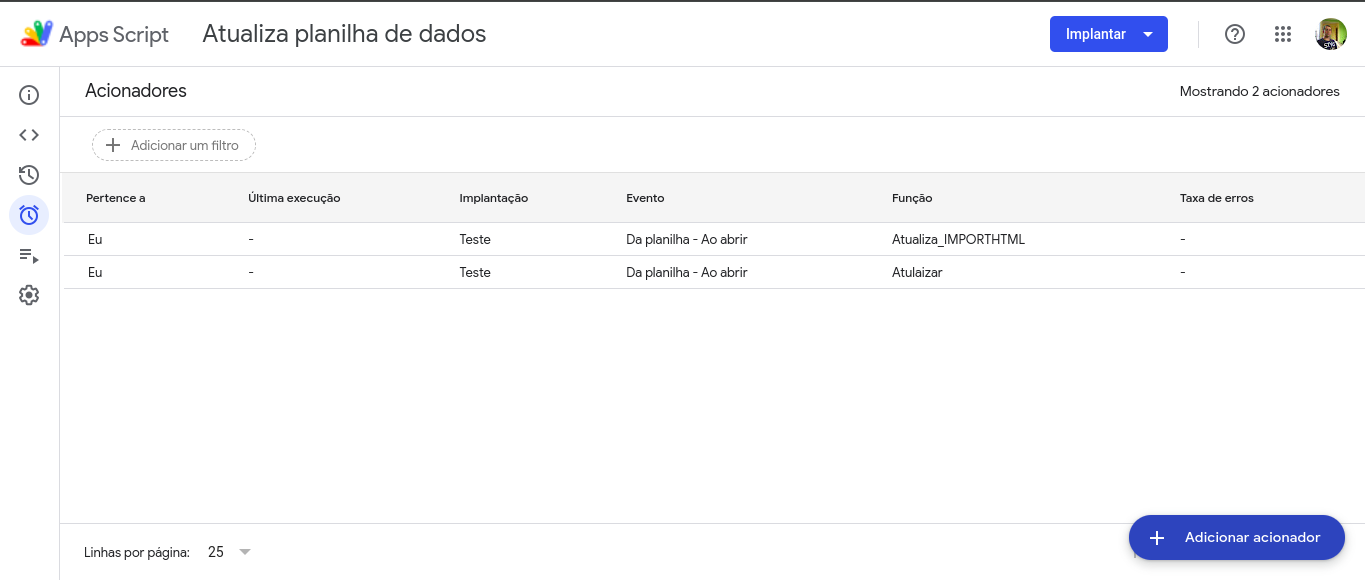 Apps Script Atualiza planilha de dados Implantar
Acionadores Mostrando 2 acionadores
Adicionar um filtro
Pertence a Última execução Implantação Evento Função Taxa de erros
Eu - Teste Da planilha - Ao abrir Atualiza_IMPORTHTML -
Eu - Teste Da planilha - Ao abrir Atulaizar -
Linhas por página: 25 Adicionar acionador